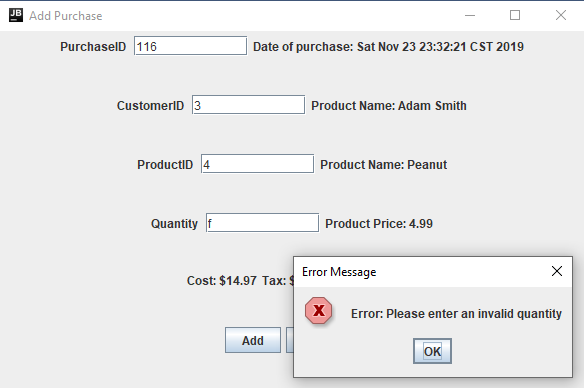 JB Add Purchase
PurchaseID 116 Date of purchase: Sat Nov 23 23:32:21 CST 2019
CustomerID 3 Product Name: Adam Smith
ProductID 4 Product Name: Peanut
Quantity f Product Price: 4.99
Cost: $14.97 Tax: $
Add
Error Message
X Error: Please enter an invalid quantity
OK